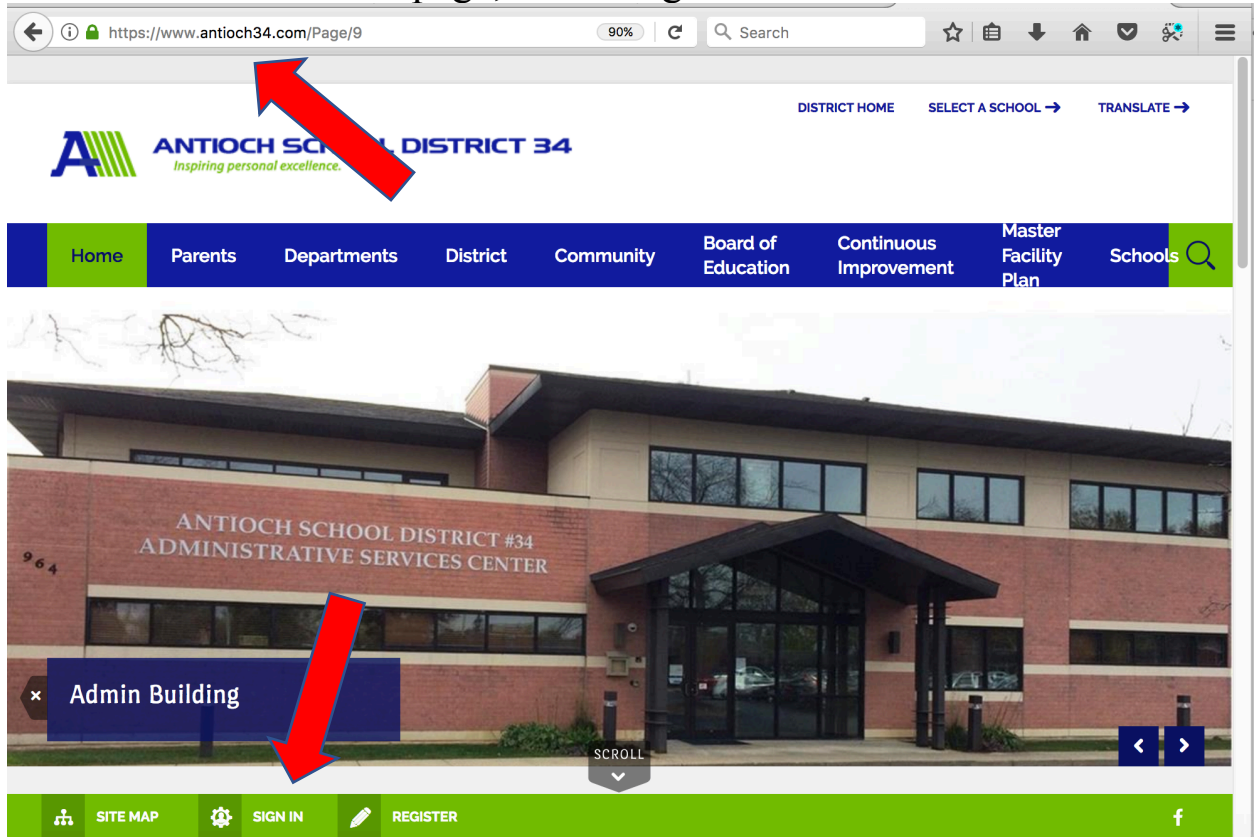 https://www.antioch34.com/Page/9 90% Search
DISTRICT HOME SELECT A SCHOOL TRANSLATE
ANTIOCH DISTRICT 34
Inspiring personal excellence.
Home Parents Departments District Community Board of Education Continuous Improvement Master Facility Plan Schools
ANTIOCH SCHOOL DISTRICT #34
ADMINISTRATIVE SERVICES CENTER
964
Admin Building
SCROLL
SITE MAP SIGN IN REGISTER f